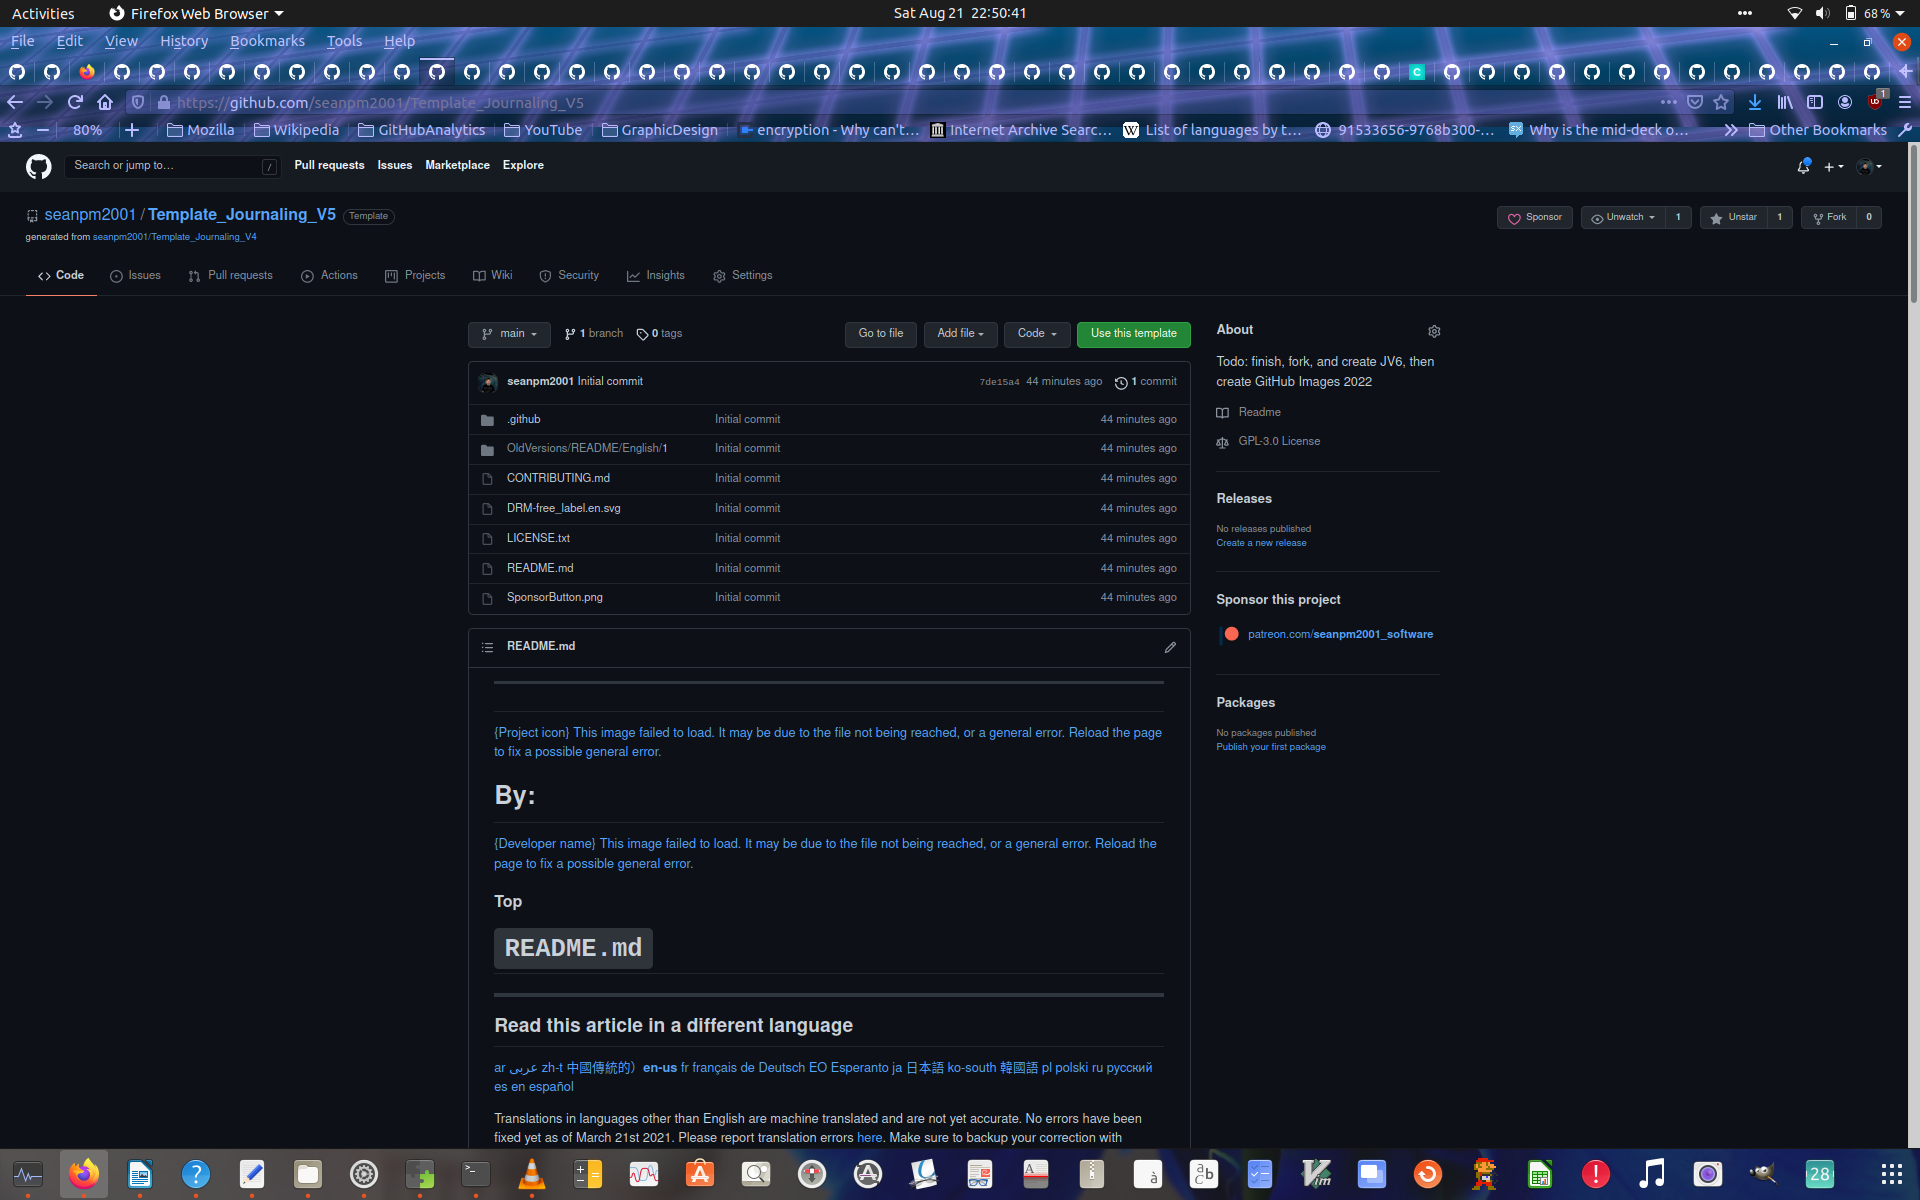 Activities Firefox Web Browser Sat Aug 21 22:50:41 68 %
File Edit View History Bookmarks Tools Help
https://github.com/seanpm2001/Template_Journaling_V5 1
80% Mozilla Wikipedia GitHubAnalytics YouTube GraphicDesign encryption - Why can't… Internet Archive Searc… List of languages by t… 91533656-9768b300-… Why is the mid-deck o… Other Bookmarks
Search or jump to… / Pull requests Issues Marketplace Explore
seanpm2001 / Template_Journaling_V5 Template Sponsor Unwatch 1 Unstar 1 Fork 0
generated from seanpm2001/Template_Journaling_V4
Code Issues Pull requests Actions Projects Wiki Security Insights Settings
main 1 branch 0 tags Go to file Add file Code Use this template
seanpm2001 Initial commit 7de15a4 44 minutes ago 1 commit
.github Initial commit 44 minutes ago
OldVersions/README/English/1 Initial commit 44 minutes ago
CONTRIBUTING.md Initial commit 44 minutes ago
DRM-free_label.en.svg Initial commit 44 minutes ago
LICENSE.txt Initial commit 44 minutes ago
README.md Initial commit 44 minutes ago
SponsorButton.png Initial commit 44 minutes ago
README.md
{Project icon} This image failed to load. It may be due to the file not being reached, or a general error. Reload the page
to fix a possible general error.
By:
{Developer name} This image failed to load. It may be due to the file not being reached, or a general error. Reload the
page to fix a possible general error.
Top
README.md
Read this article in a different language
ar عربى zh-t 中國傳統的） en-us fr français de Deutsch EO Esperanto ja 日本語 ko-south 韓國語 pl polski ru русский
es en español
Translations in languages other than English are machine translated and are not yet accurate. No errors have been
fixed yet as of March 21st 2021. Please report translation errors here. Make sure to backup your correction with
About
Todo: finish, fork, and create JV6, then
create GitHub Images 2022
Readme
GPL-3.0 License
Releases
No releases published
Create a new release
Sponsor this project
patreon.com/seanpm2001_software
Packages
No packages published
Publish your first package
28